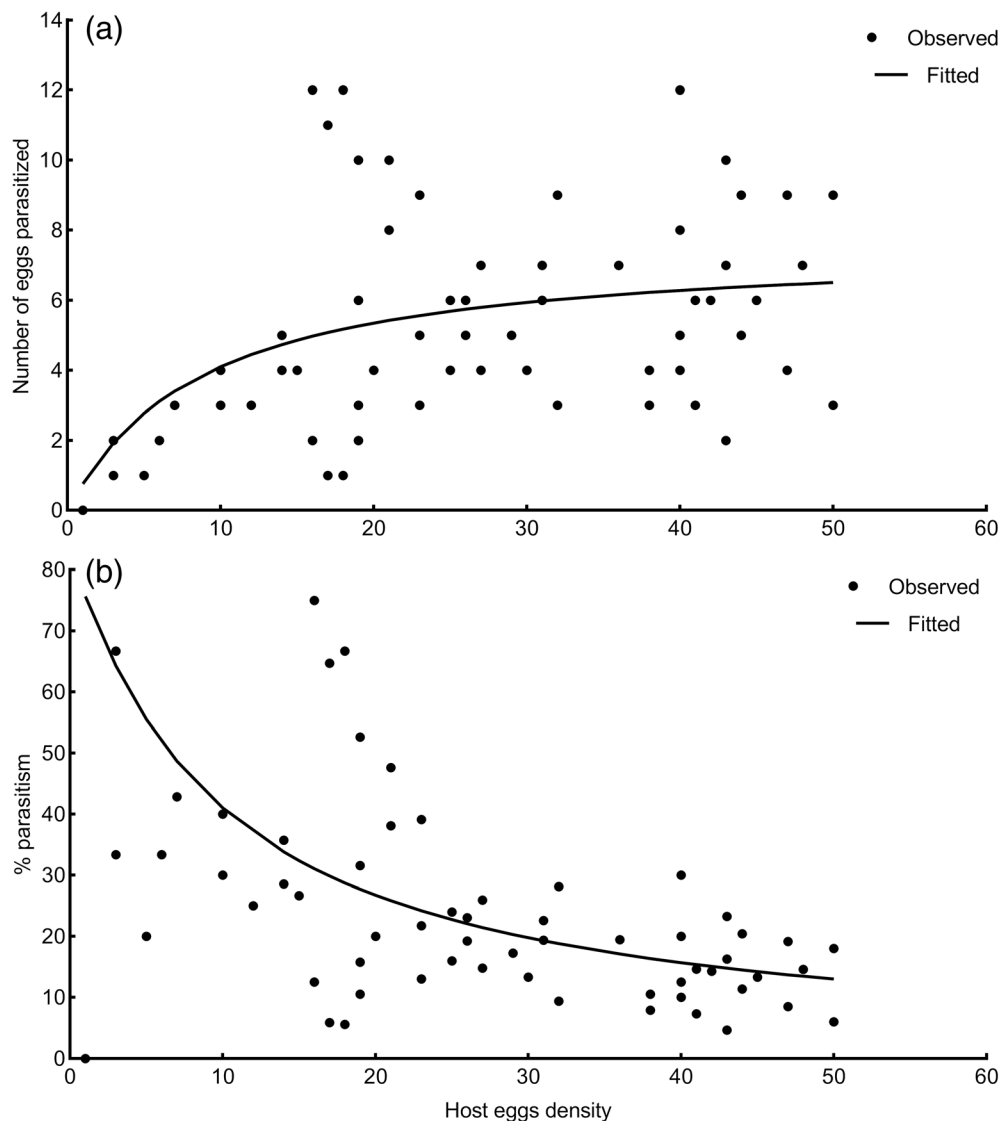 (a)
Observed
Fitted
Number of eggs parasitized
14
12
10
8
6
4
2
0
0 10 20 30 40 50 60
(b)
Observed
Fitted
% parasitism
80
70
60
50
40
30
20
10
0
0 10 20 30 40 50 60
Host eggs density